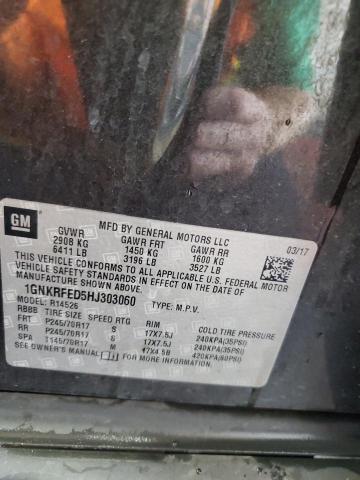 GM
MFD BY GENERAL MOTORS LLC
GVWR GAWR FRT GAWR RR 03/17
2908 KG 1450 KG 1600 KG
6411 LB 3196 LB 3527 LB
THIS VEHICLE CONFORMS TO ALL APPLICABLE U.S. FEDERAL MOTOR
VEHICLE SAFETY STANDARDS IN EFFECT ON THE DATE OF
MANUFACTURE SHOWN ABOVE.
1GNKRFED5HJ303060 TYPE: M.P.V.
MODEL: R14526
RBBB TIRE SIZE SPEED RTG RIM COLD TIRE PRESSURE
FRT P245/70R17 S 17X7.5J 240KPA(35PSI)
RR P245/70R17 S 17X7.5J 240KPA(35PSI)
SPA T145/70R17 M 17X4.5B 420KPA(60PSI)
SEE OWNER'S MANUAL FOR MORE INFORMATION.